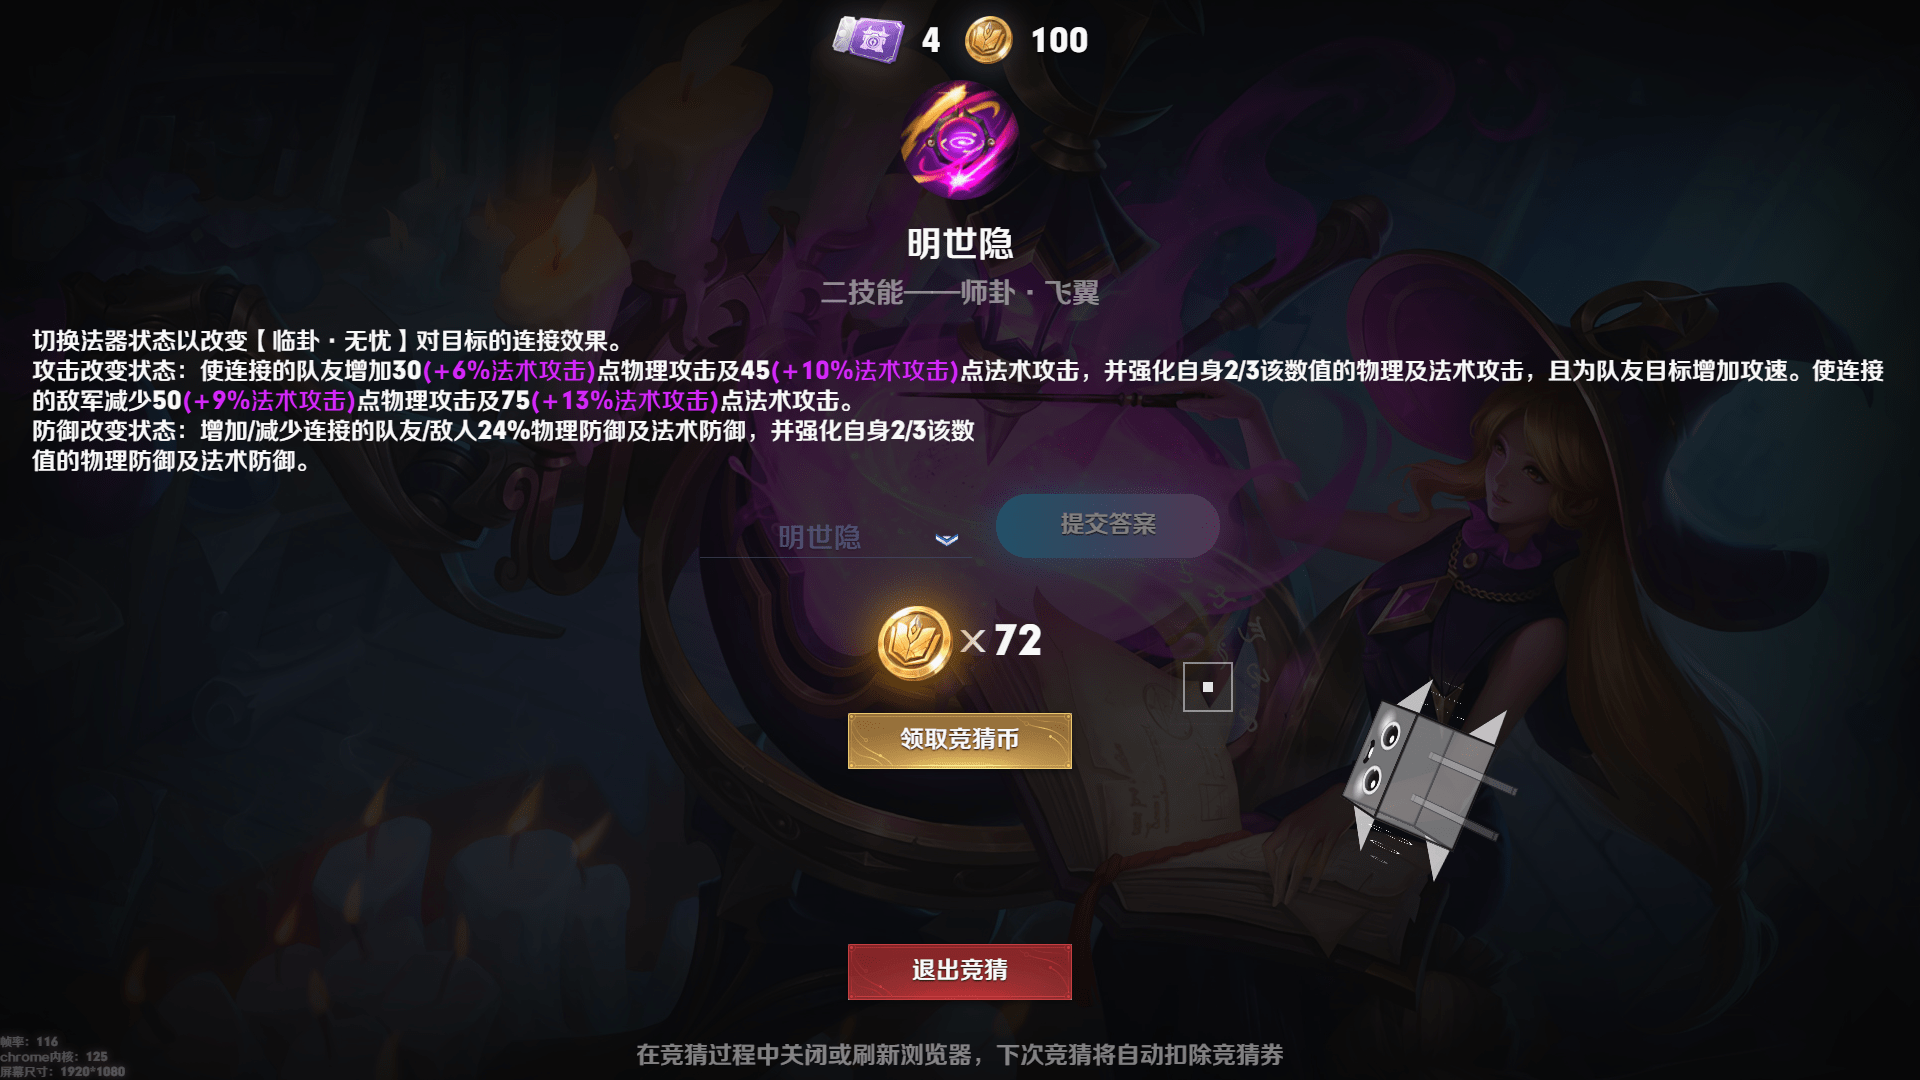 4 100
明世隐
二技能——师卦·飞翼
切换法器状态以改变【临卦·无忧】对目标的连接效果。
攻击改变状态：使连接的队友增加30(+6%法术攻击)点物理攻击及45(+10%法术攻击)点法术攻击，并强化自身2/3该数值的物理及法术攻击，且为队友目标增加攻速。使连接
的敌军减少50(+9%法术攻击)点物理攻击及75(+13%法术攻击)点法术攻击。
防御改变状态：增加/减少连接的队友/敌人24%物理防御及法术防御，并强化自身2/3该数
值的物理防御及法术防御。
明世隐 提交答案
×72
领取竞猜币
退出竞猜
在竞猜过程中关闭或刷新浏览器，下次竞猜将自动扣除竞猜券
帧率：116
chrome内核：125
屏幕尺寸：1920*1080